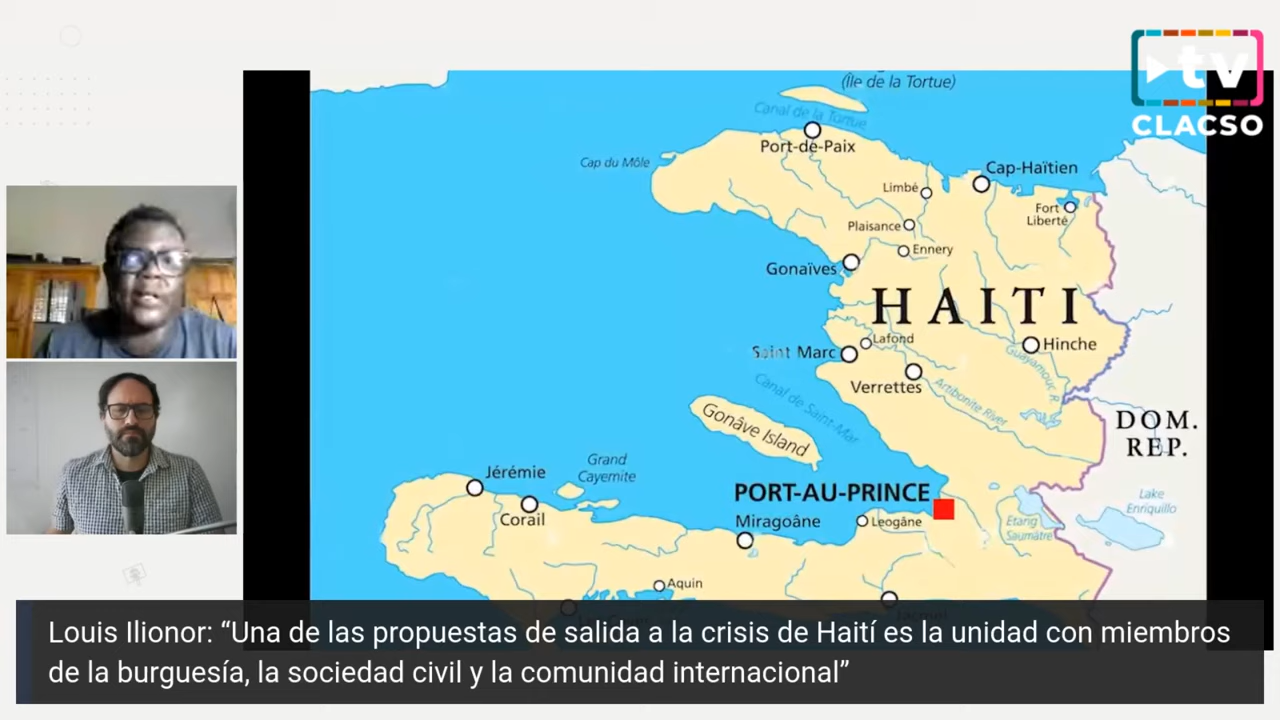 tv
CLACSO
(Île de la Tortue)
Canal de la Tortue
Port-de-Paix
Cap du Môle
Cap-Haïtien
Limbé
Fort
Liberté
Plaisance
Ennery
Gonaïves
HAITI
Lafond
Hinche
Saint Marc
Guayamouc R.
Verrettes
Canal de Saint-Mar
Artibonite River
Gonâve Island
DOM.
REP.
Grand
Cayemite
Jérémie
Corail
PORT-AU-PRINCE
Miragoâne
Leogâne
Lake
Enriquillo
Etang
Saumâtre
Aquin
Louis Ilionor: “Una de las propuestas de salida a la crisis de Haití es la unidad con miembros
de la burguesía, la sociedad civil y la comunidad internacional”